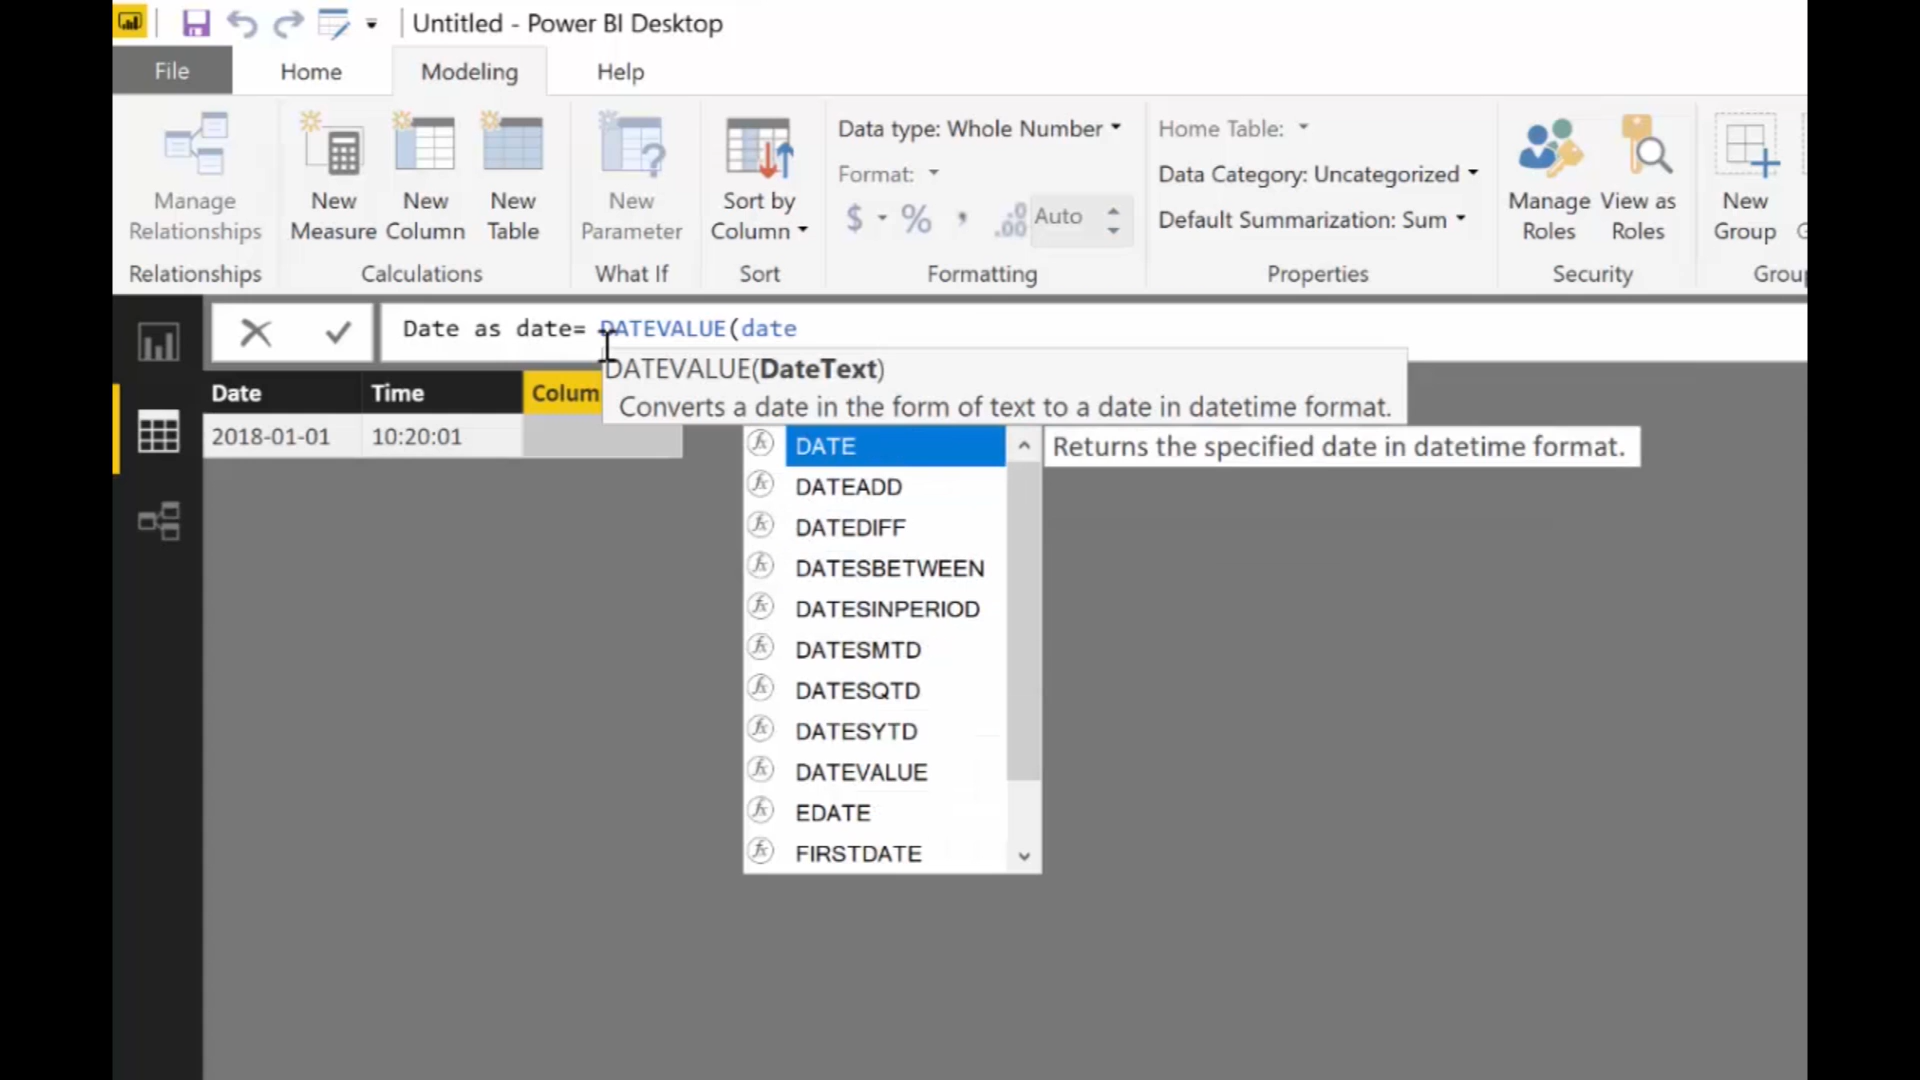 Untitled - Power BI Desktop
File
Home
Modeling
Help
Manage
Relationships
Relationships
New
Measure
New
Column
New
Table
Calculations
New
Parameter
What If
Sort by
Column
Sort
Data type: Whole Number
Format:
$ % , .0 .00 Auto
Formatting
Home Table:
Data Category: Uncategorized
Default Summarization: Sum
Properties
Manage
Roles
View as
Roles
Security
New
Group
Date as date= DATEVALUE(date
DATEVALUE(DateText)
Converts a date in the form of text to a date in datetime format.
Date Time Colum
2018-01-01 10:20:01
DATE
Returns the specified date in datetime format.
DATEADD
DATEDIFF
DATESBETWEEN
DATESINPERIOD
DATESMTD
DATESQTD
DATESYTD
DATEVALUE
EDATE
FIRSTDATE